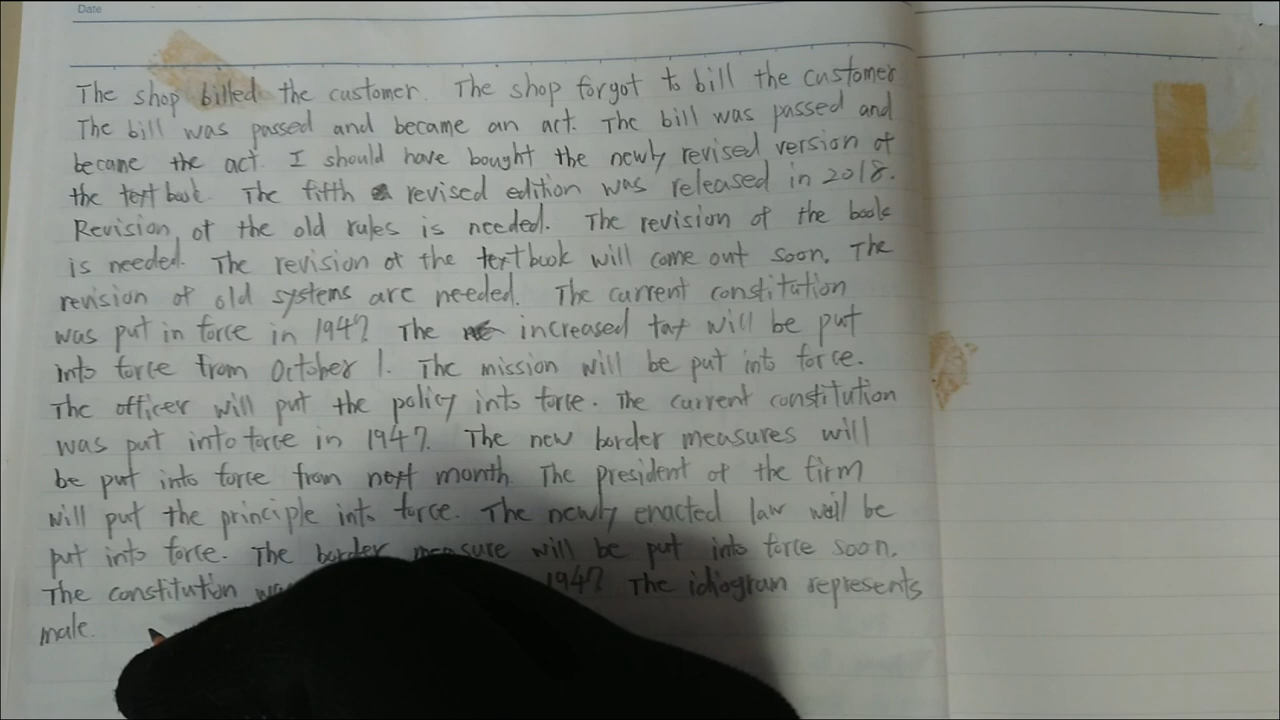 Date
The shop billed the customer. The shop forgot to bill the customer
The bill was passed and became an act. The bill was passed and
became the act. I should have bought the newly revised version of
the textbook. The fifth revised edition was released in 2018.
Revision of the old rules is needed. The revision of the book
is needed. The revision of the textbook will come out soon. The
revision of old systems are needed. The current constitution
was put in force in 1947 The increased tax will be put
into force from October 1. The mission will be put into force.
The officer will put the policy into force. The current constitution
was put into force in 1947. The new border measures will
be put into force from next month. The president of the firm
will put the principle into force. The newly enacted law will be
put into force. The border measure will be put into force soon.
The constitution 1947 The idiogram represents
male.